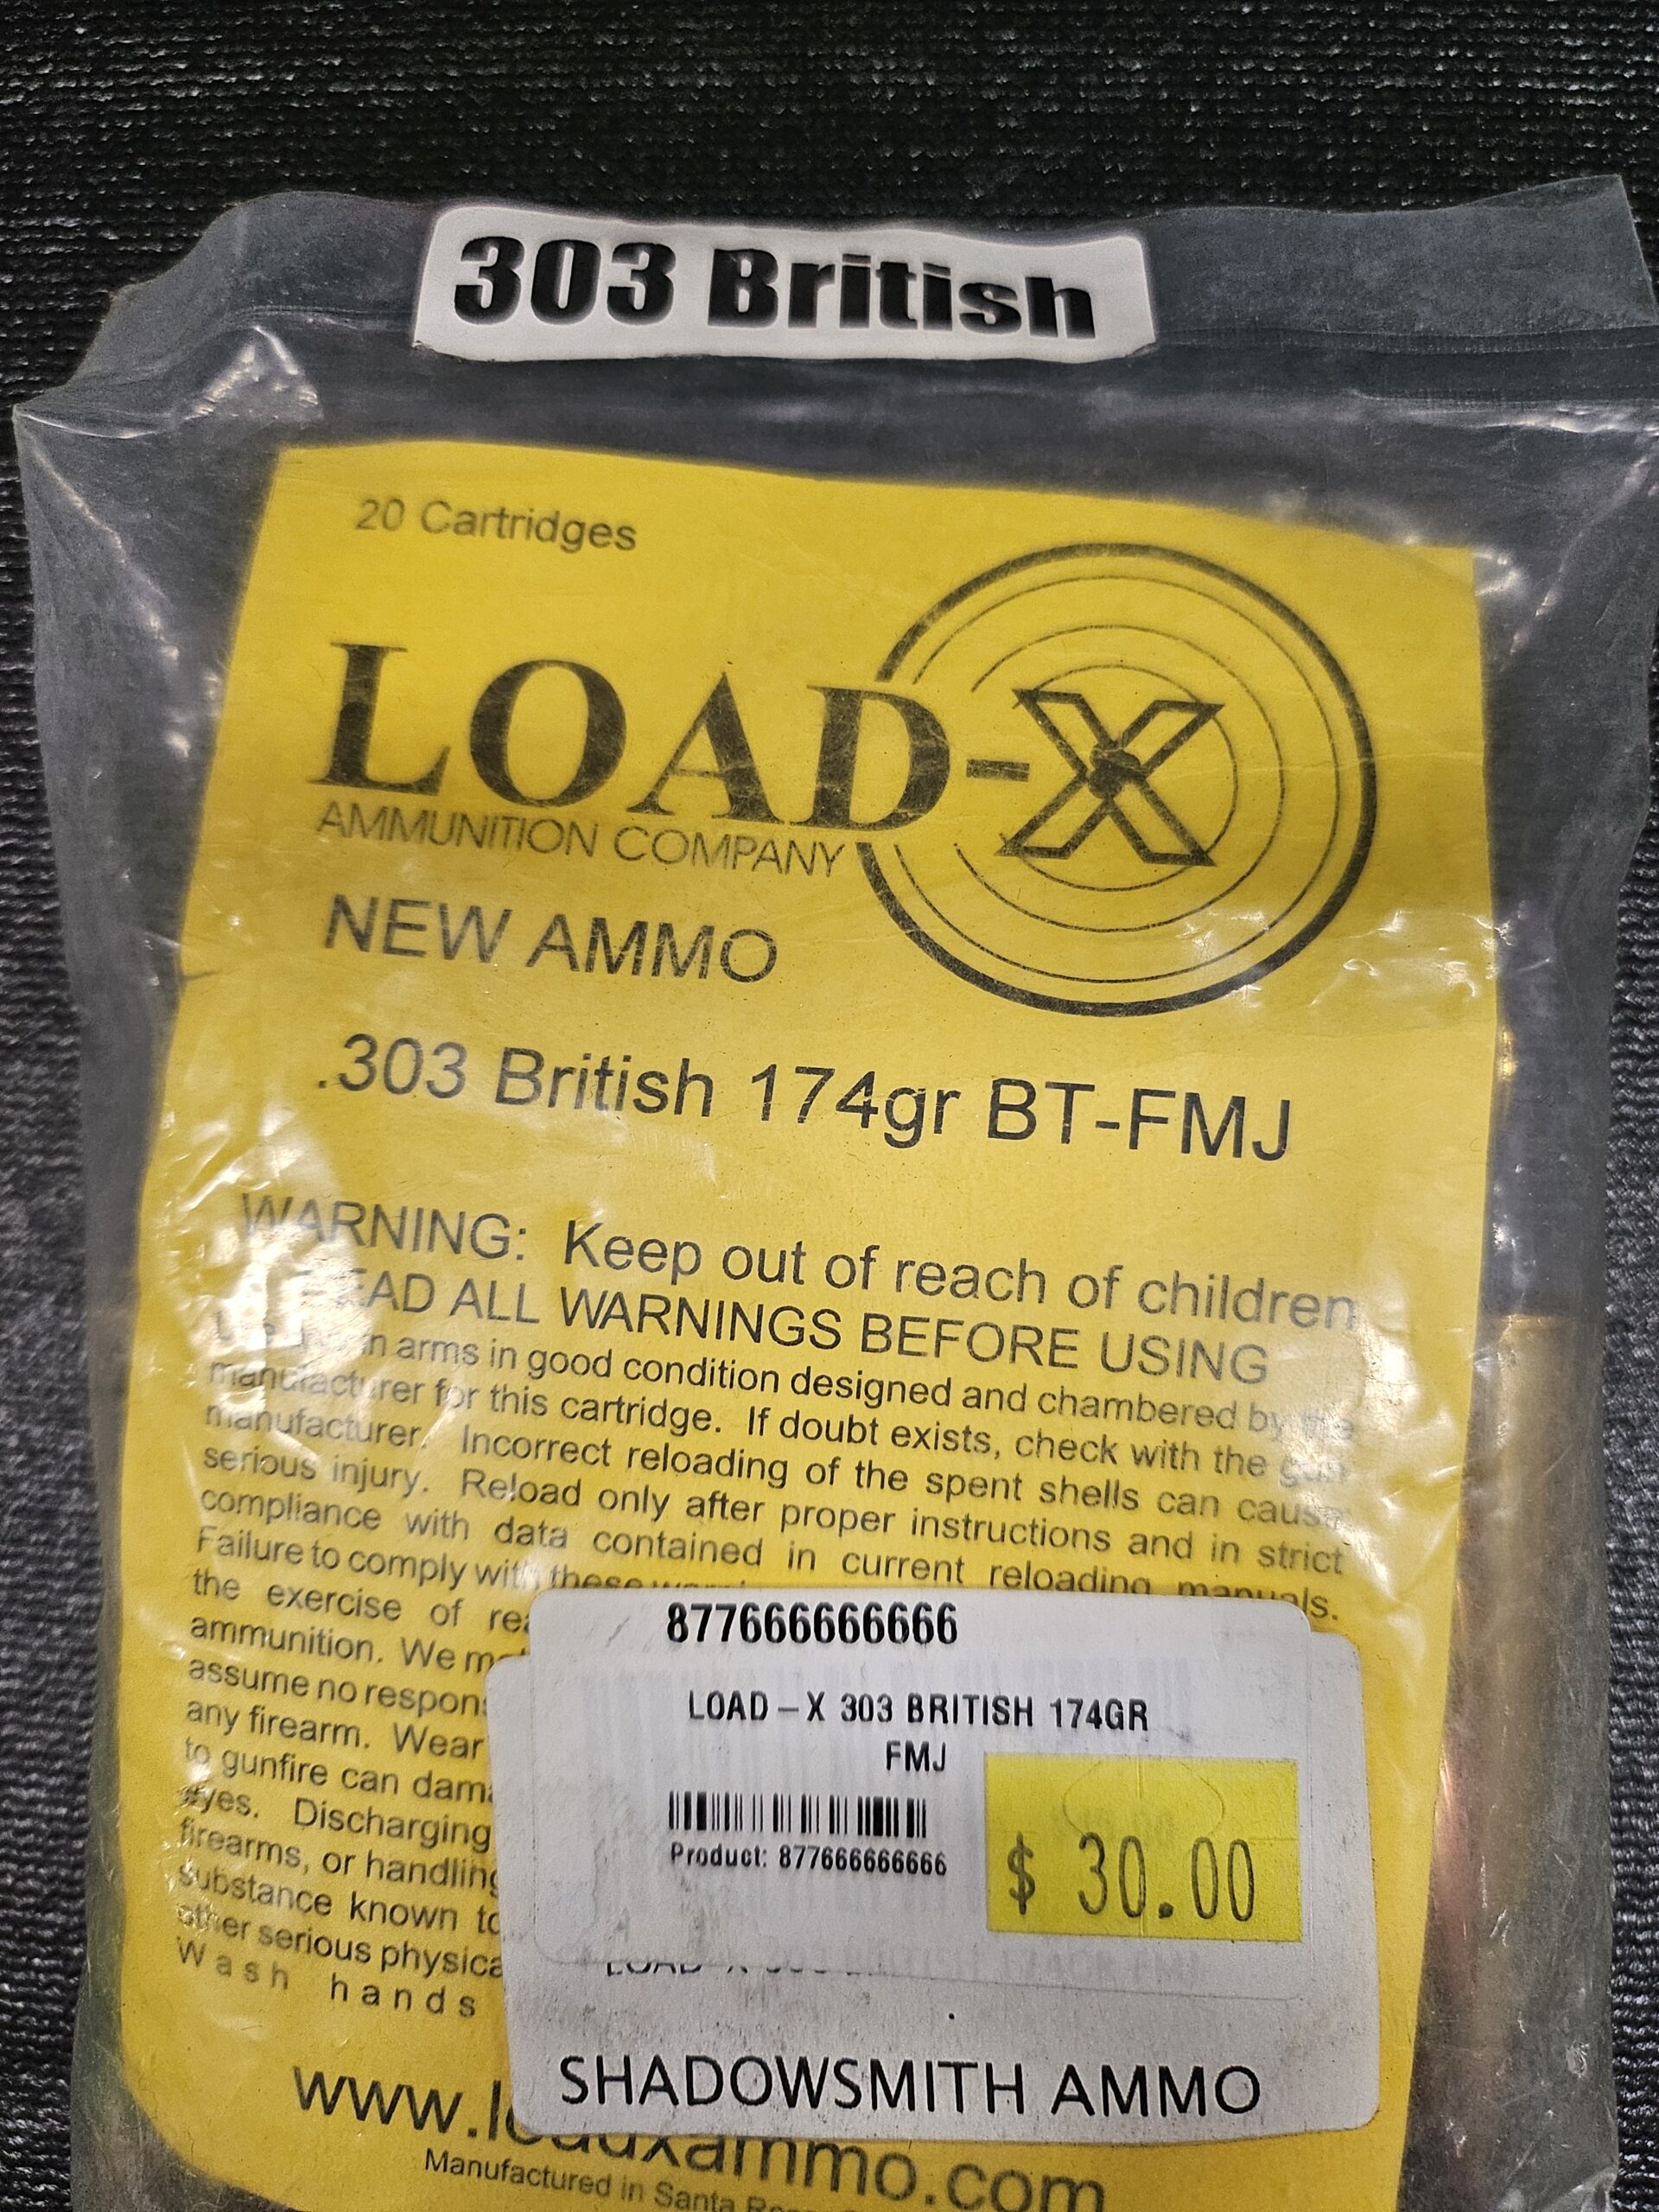 303 British
20 Cartridges
LOAD-X
AMMUNITION COMPANY
NEW AMMO
.303 British 174gr BT-FMJ
WARNING: Keep out of reach of children
READ ALL WARNINGS BEFORE USING
in arms in good condition designed and chambered by the
manufacturer for this cartridge. If doubt exists, check with the gun
manufacturer. Incorrect reloading of the spent shells can cause
serious injury. Reload only after proper instructions and in strict
compliance with data contained in current reloading manuals.
Failure to comply with these
the exercise of
ammunition. We
assume no
any firearm. Wear
to gunfire can
eyes. Discharging
firearms, or handling
substance known to
other serious
Wash hands
877666666666
LOAD-X 303 BRITISH 174GR
FMJ
Product: 877666666666
$ 30.00
SHADOWSMITH AMMO
www.loadxammo.com
Manufactured in Santa